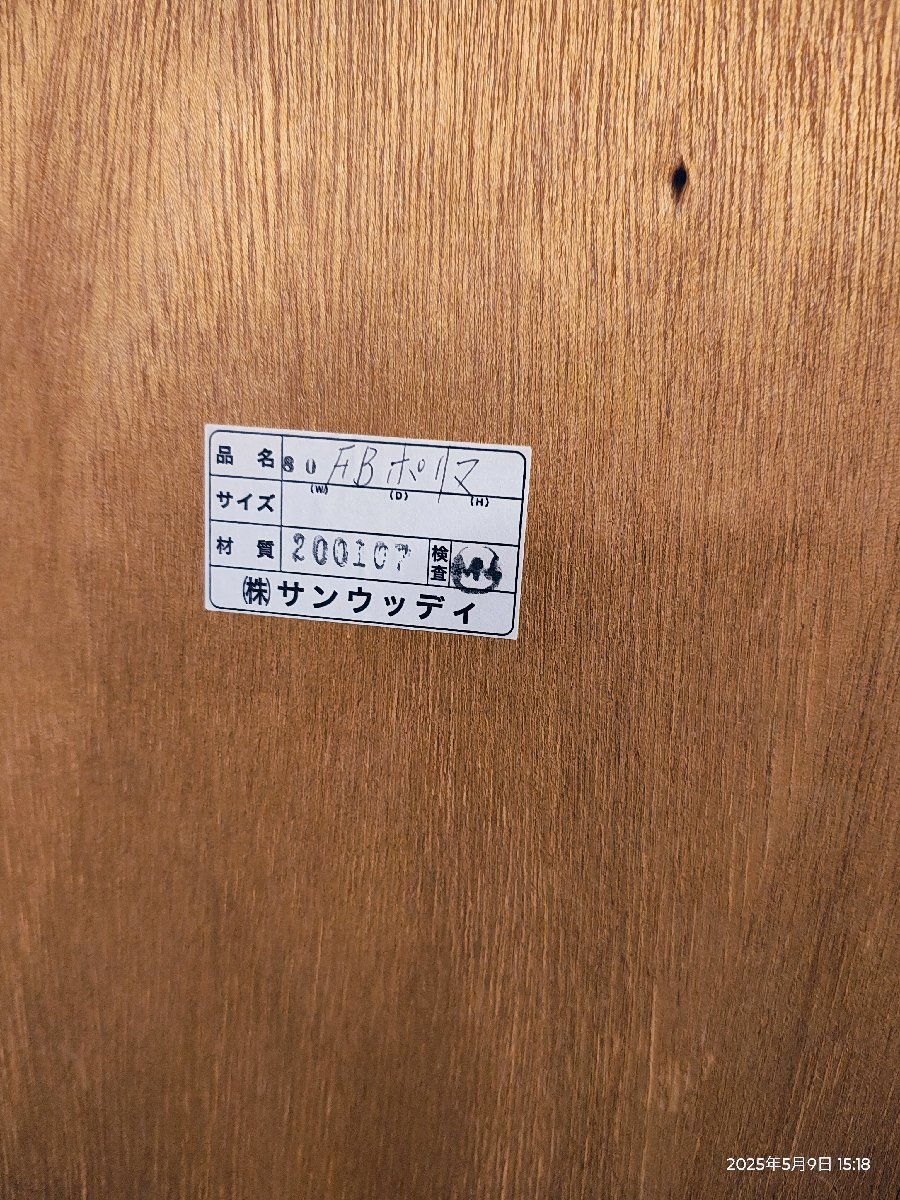 品名 80 FBポリマ
サイズ (W) (D) (H)
材質 200107 検査
㈱サンウッディ
2025年5月9日 15:18